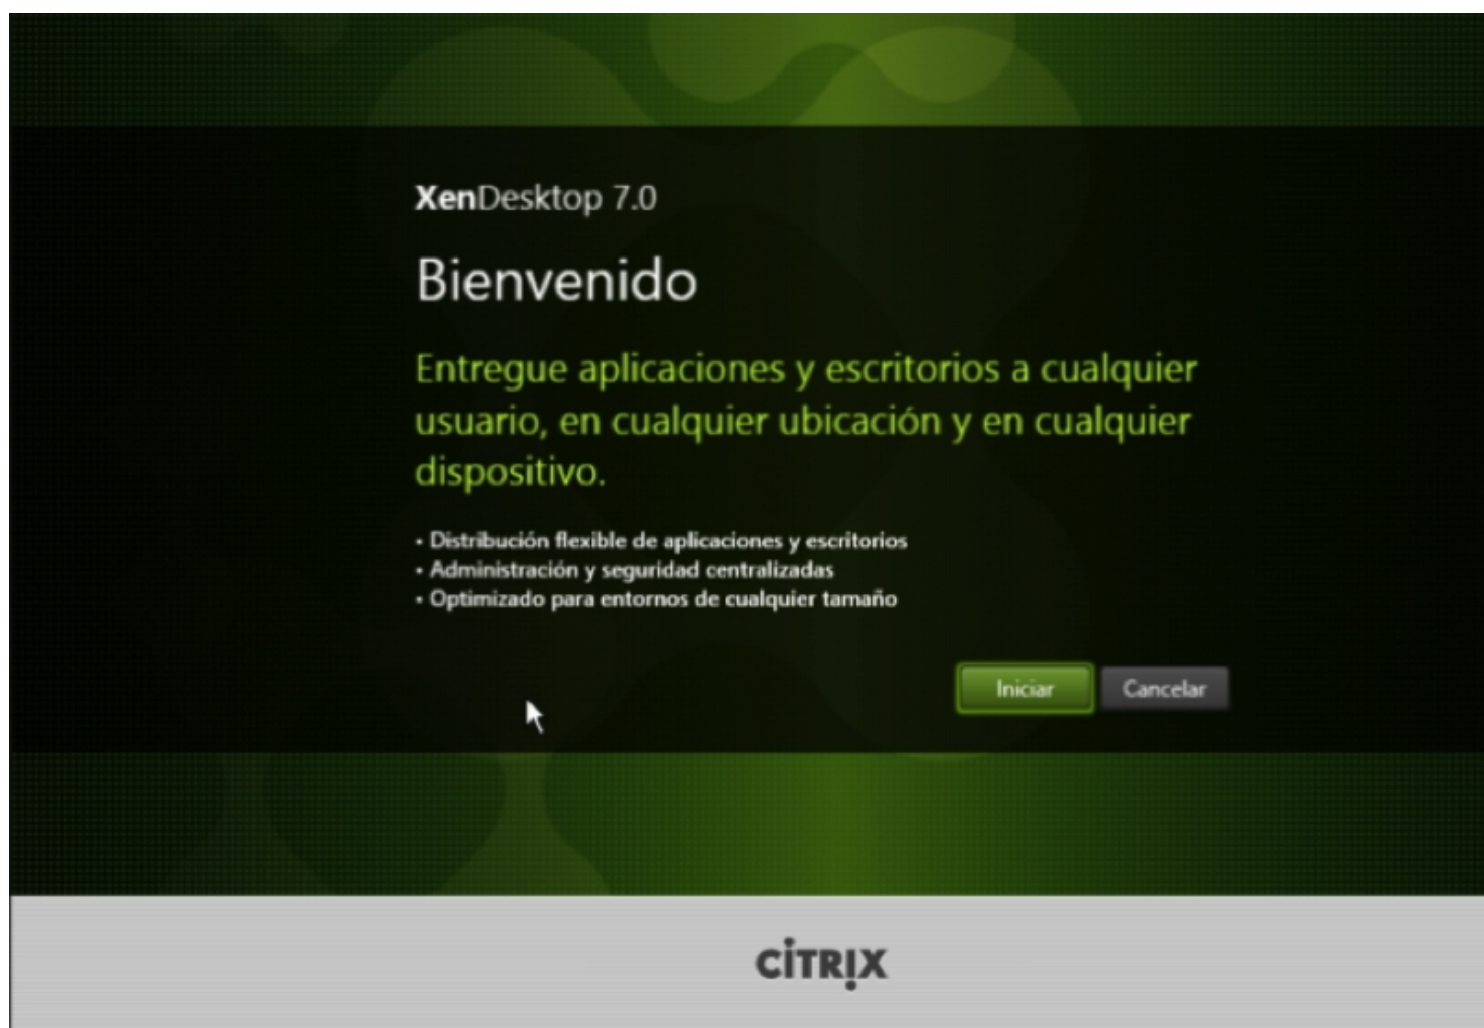 XenDesktop 7.0
Bienvenido
Entregue aplicaciones y escritorios a cualquier
usuario, en cualquier ubicación y en cualquier
dispositivo.
• Distribución flexible de aplicaciones y escritorios
• Administración y seguridad centralizadas
• Optimizado para entornos de cualquier tamaño
Iniciar Cancelar
CITRIX